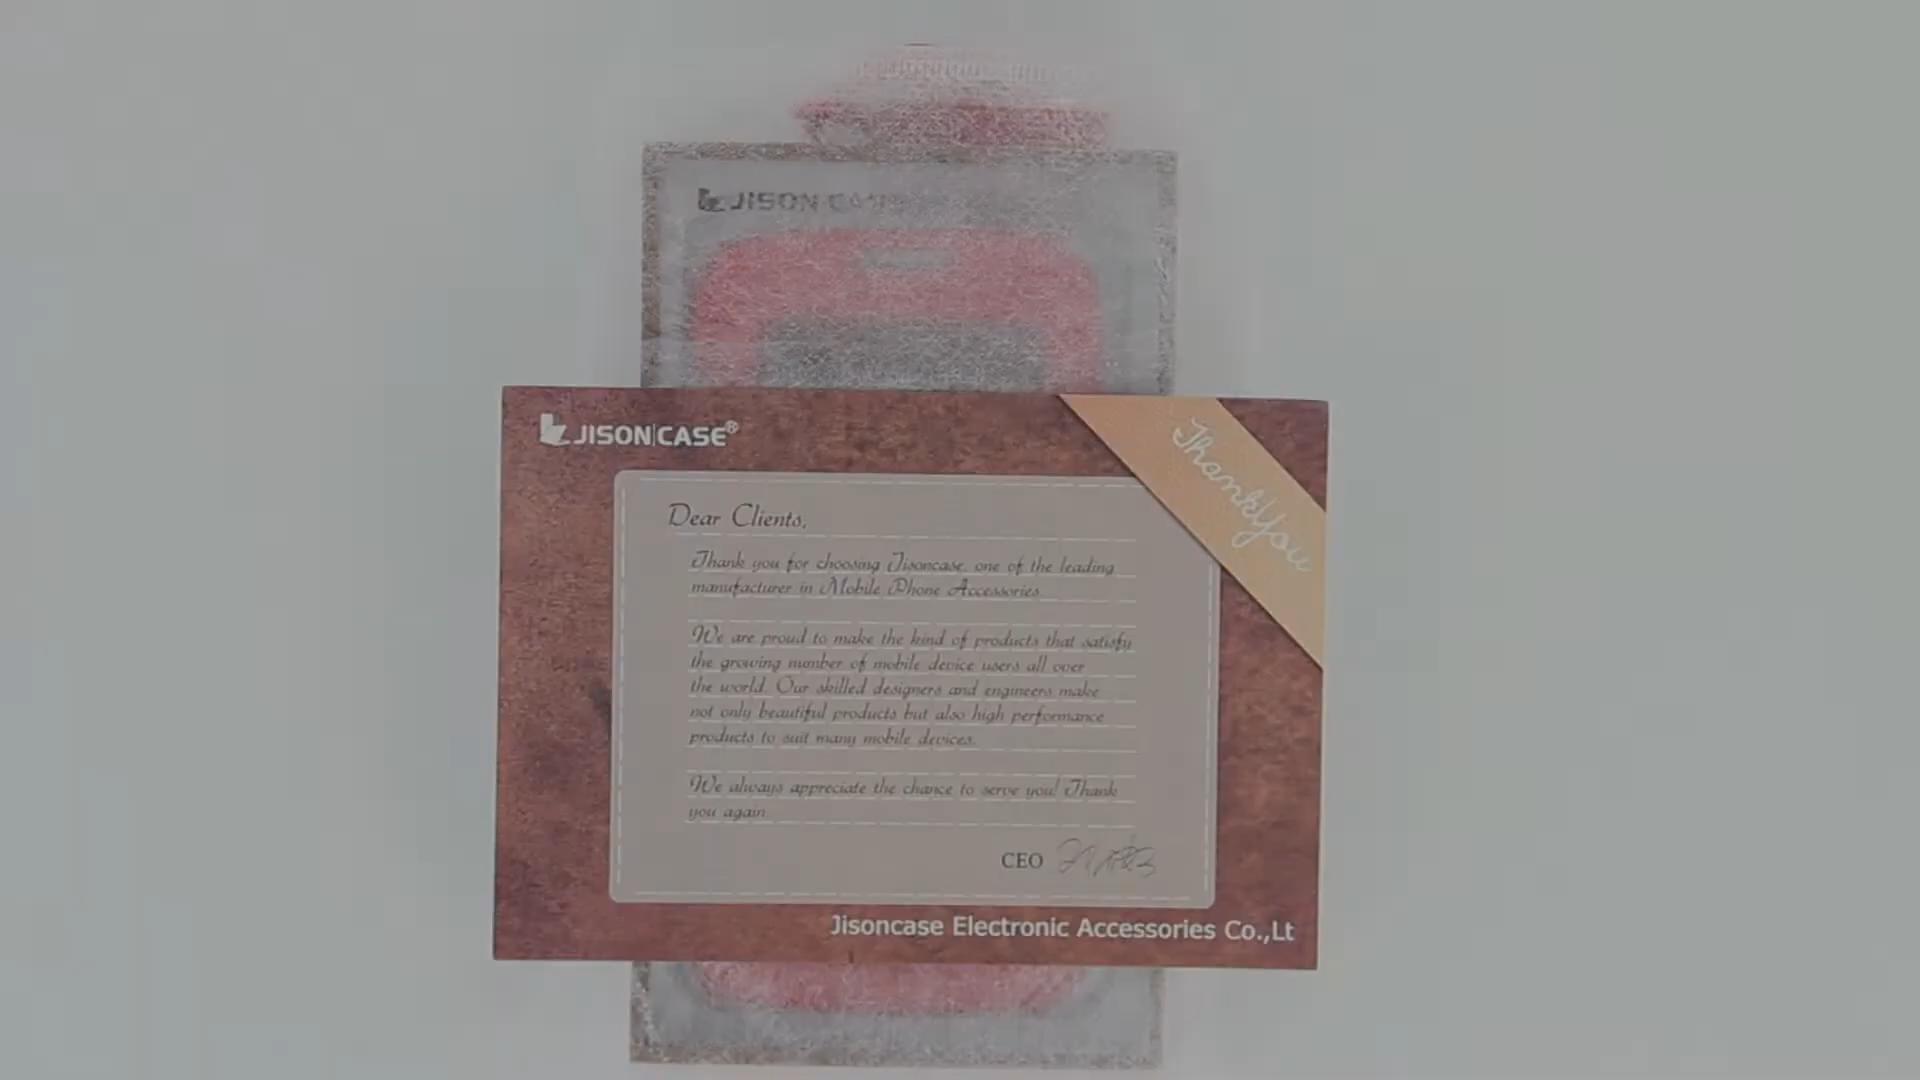 JISON CASE
JISON|CASE®
Thank You
Dear Clients,
Thank you for choosing Jisoncase, one of the leading
manufacturer in Mobile Phone Accessories.
We are proud to make the kind of products that satisfy
the growing number of mobile device users all over
the world. Our skilled designers and engineers make
not only beautiful products but also high performance
products to suit many mobile devices.
We always appreciate the chance to serve you! Thank
you again.
CEO
Jisoncase Electronic Accessories Co.,Lt